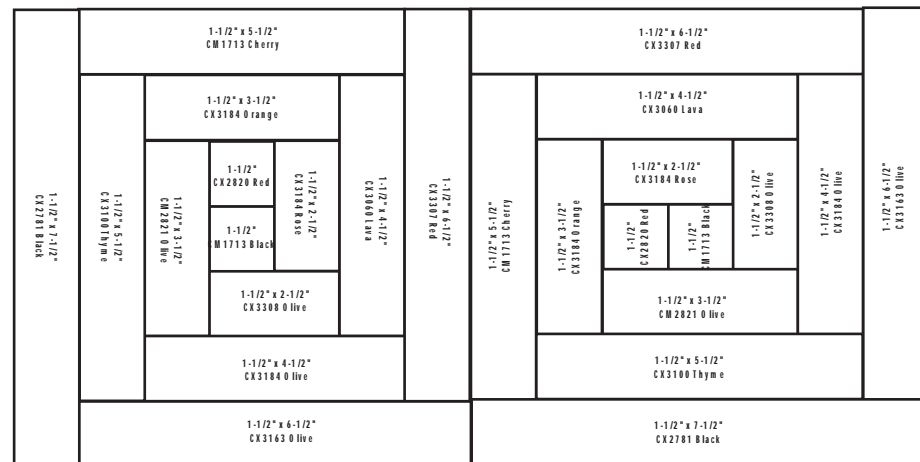 1-1/2" x 5-1/2"
CM1713 Cherry
1-1/2" x 3-1/2"
CX3184 Orange
1-1/2"
CX2820 Red
1-1/2"
CM1713 Black
1-1/2" x 2-1/2"
CX3184 Rose
1-1/2" x 2-1/2"
CX3308 Olive
1-1/2" x 3-1/2"
CM2821 Olive
1-1/2" x 4-1/2"
CX3060 Lava
1-1/2" x 4-1/2"
CX3184 Olive
1-1/2" x 5-1/2"
CX3100 Thyme
1-1/2" x 6-1/2"
CX3307 Red
1-1/2" x 6-1/2"
CX3163 Olive
1-1/2" x 7-1/2"
CX2781 Black
1-1/2" x 6-1/2"
CX3307 Red
1-1/2" x 4-1/2"
CX3060 Lava
1-1/2" x 2-1/2"
CX3184 Rose
1-1/2"
CX2820 Red
1-1/2"
CM1713 Black
1-1/2" x 2-1/2"
CX3308 Olive
1-1/2" x 3-1/2"
CX3184 Orange
1-1/2" x 3-1/2"
CM2821 Olive
1-1/2" x 4-1/2"
CX3184 Olive
1-1/2" x 5-1/2"
CM1713 Cherry
1-1/2" x 5-1/2"
CX3100 Thyme
1-1/2" x 6-1/2"
CX3163 Olive
1-1/2" x 7-1/2"
CX2781 Black